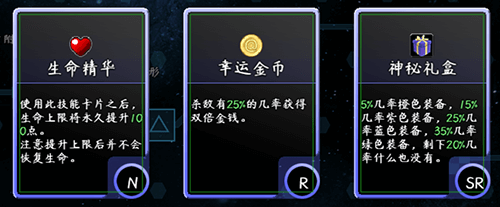 生命精华
使用此技能卡片之后，
生命上限将永久提升10
0点。
注意提升上限后并不会
恢复生命。
N
幸运金币
杀敌有25%的几率获得
双倍金钱。
R
神秘礼盒
5%几率橙色装备，15%
几率紫色装备，25%几
率蓝色装备，35%几率
绿色装备，剩下20%几
率什么也没有。
SR